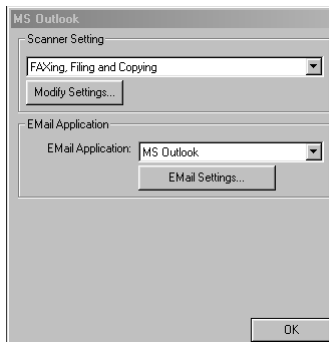 MS Outlook
Scanner Setting
FAXing, Filing and Copying
Modify Settings...
EMail Application
EMail Application: MS Outlook
EMail Settings...
OK